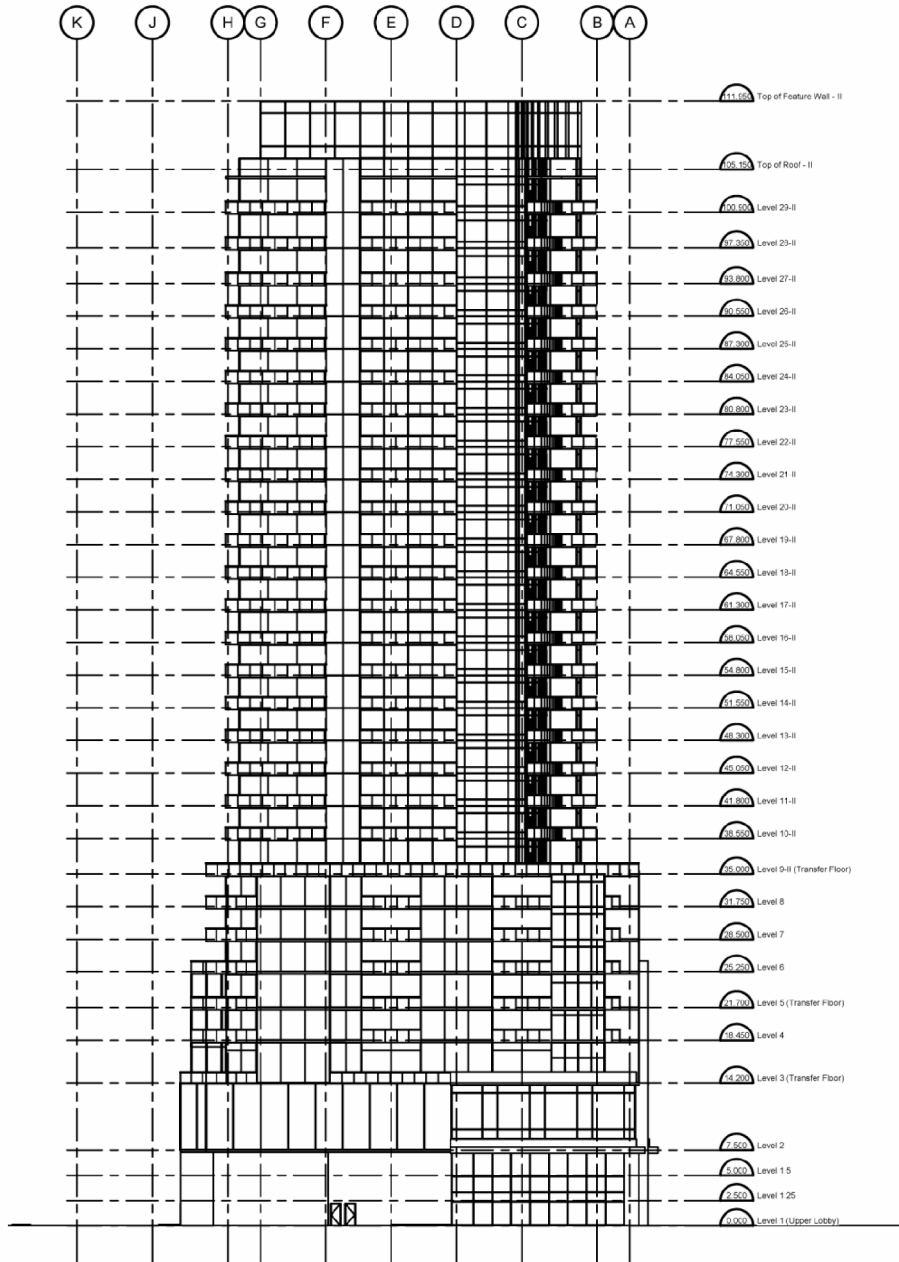 K J H G F E D C B A
111.950 Top of Feature Wall - II
105.150 Top of Roof - II
100.900 Level 29-II
97.350 Level 28-II
93.800 Level 27-II
90.550 Level 26-II
87.300 Level 25-II
84.050 Level 24-II
80.800 Level 23-II
77.550 Level 22-II
74.300 Level 21-II
71.050 Level 20-II
67.800 Level 19-II
64.550 Level 18-II
61.300 Level 17-II
58.050 Level 16-II
54.800 Level 15-II
51.550 Level 14-II
48.300 Level 13-II
45.050 Level 12-II
41.800 Level 11-II
38.550 Level 10-II
35.000 Level 9-II (Transfer Floor)
31.750 Level 8
28.500 Level 7
25.250 Level 6
21.700 Level 5 (Transfer Floor)
18.450 Level 4
14.200 Level 3 (Transfer Floor)
7.500 Level 2
5.000 Level 1.5
2.500 Level 1.25
0.000 Level 1 (Upper Lobby)